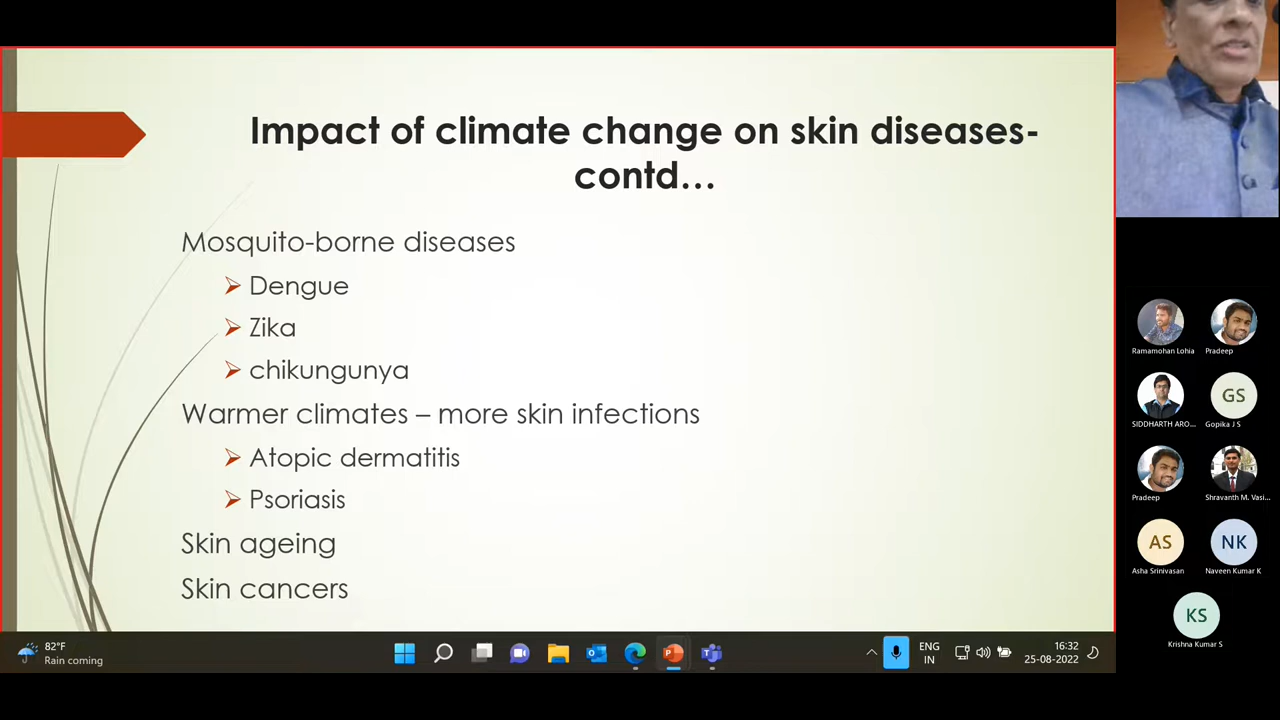 Impact of climate change on skin diseases-
contd...
Mosquito-borne diseases
Dengue
Zika
chikungunya
Warmer climates – more skin infections
Atopic dermatitis
Psoriasis
Skin ageing
Skin cancers
Ramamohan Lohia
Pradeep
SIDDHARTH ARO...
GS
Gopika J S
Pradeep
Shravanth M. Vasi...
AS
Asha Srinivasan
NK
Naveen Kumar K
KS
Krishna Kumar S
82°F
Rain coming
ENG
IN
16:32
25-08-2022